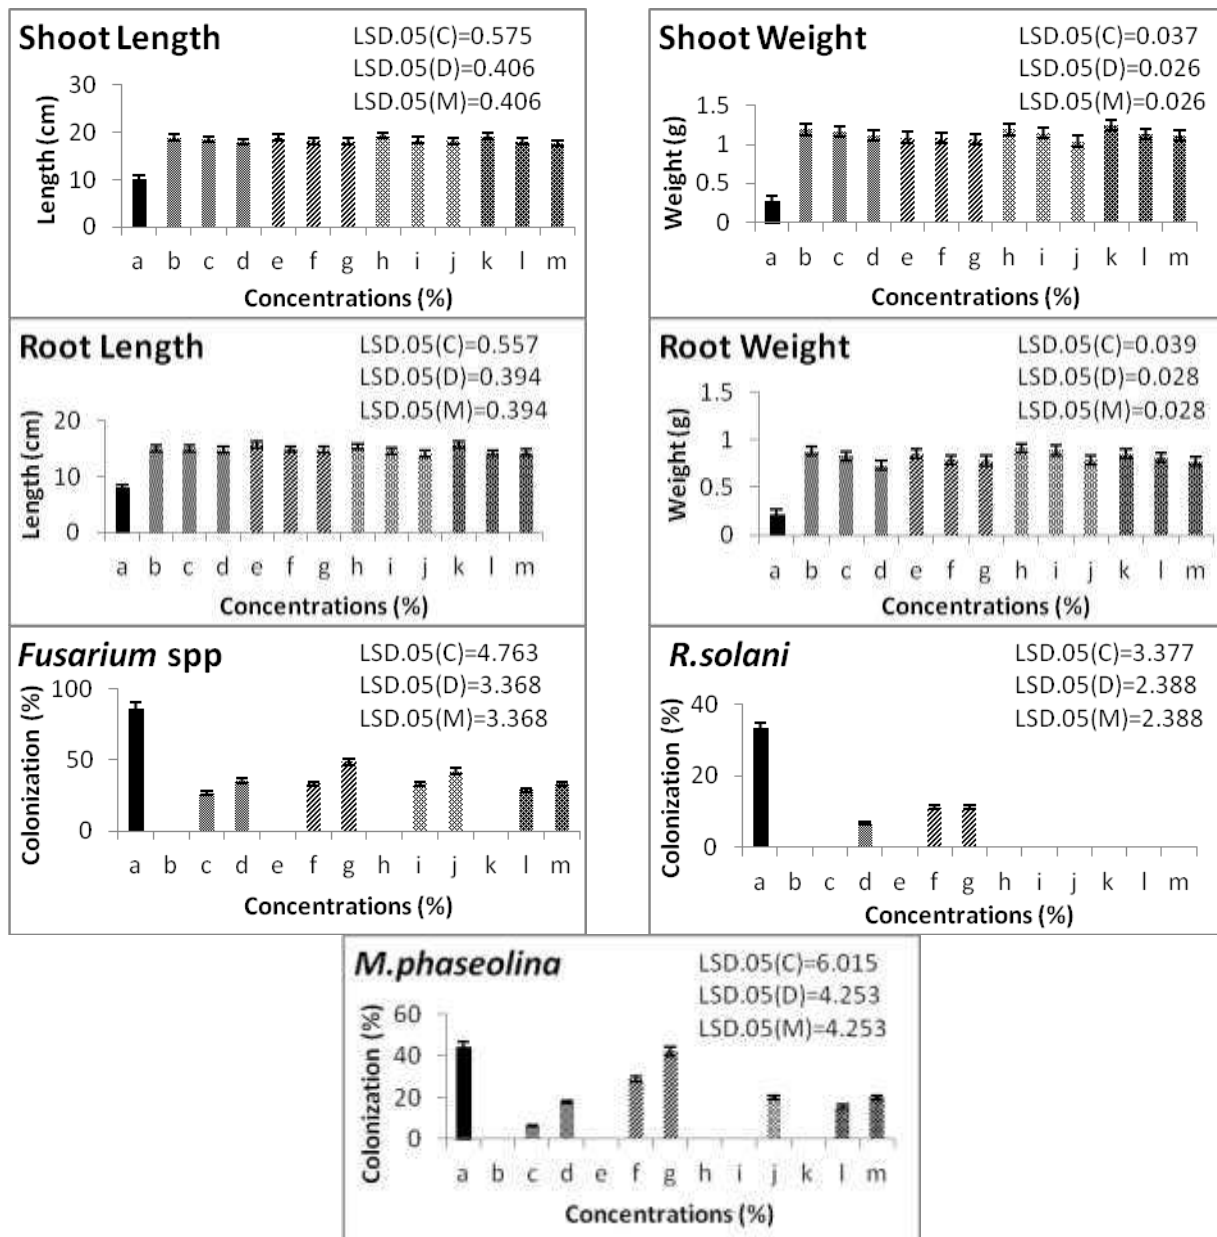 Shoot Length
LSD.05(C)=0.575
LSD.05(D)=0.406
LSD.05(M)=0.406
30
20
10
0
Length (cm)
a b c d e f g h i j k l m
Concentrations (%)
Shoot Weight
LSD.05(C)=0.037
LSD.05(D)=0.026
LSD.05(M)=0.026
1.5
1
0.5
0
Weight (g)
a b c d e f g h i j k l m
Concentrations (%)
Root Length
LSD.05(C)=0.557
LSD.05(D)=0.394
LSD.05(M)=0.394
20
10
0
Length (cm)
a b c d e f g h i j k l m
Concentrations (%)
Root Weight
LSD.05(C)=0.039
LSD.05(D)=0.028
LSD.05(M)=0.028
1.5
1
0.5
0
Weight (g)
a b c d e f g h i j k l m
Concentrations (%)
Fusarium spp
LSD.05(C)=4.763
LSD.05(D)=3.368
LSD.05(M)=3.368
100
50
0
Colonization (%)
a b c d e f g h i j k l m
Concentrations (%)
R.solani
LSD.05(C)=3.377
LSD.05(D)=2.388
LSD.05(M)=2.388
40
20
0
Colonization (%)
a b c d e f g h i j k l m
Concentrations (%)
M.phaseolina
LSD.05(C)=6.015
LSD.05(D)=4.253
LSD.05(M)=4.253
60
40
20
0
Colonization (%)
a b c d e f g h i j k l m
Concentrations (%)